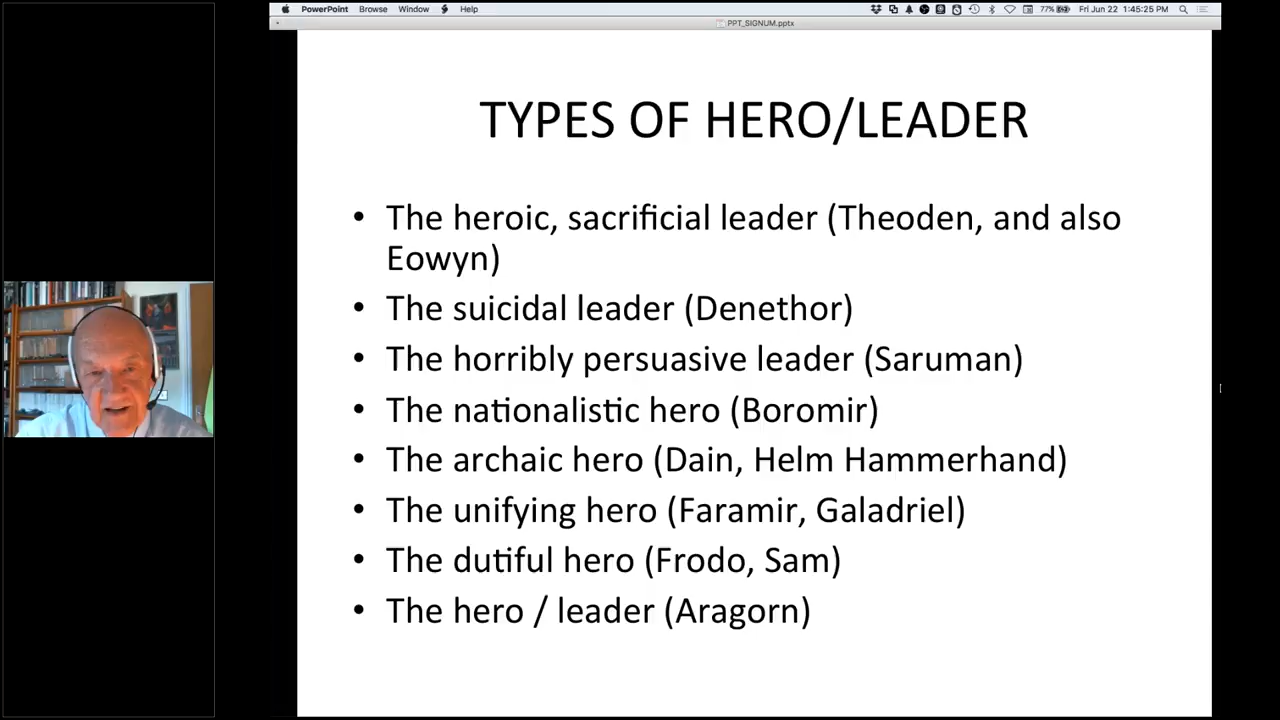 PowerPoint Browse Window Help 77% Fri Jun 22 1:45:25 PM
PPT_SIGNUM.pptx
TYPES OF HERO/LEADER
• The heroic, sacrificial leader (Theoden, and also
Eowyn)
• The suicidal leader (Denethor)
• The horribly persuasive leader (Saruman)
• The nationalistic hero (Boromir)
• The archaic hero (Dain, Helm Hammerhand)
• The unifying hero (Faramir, Galadriel)
• The dutiful hero (Frodo, Sam)
• The hero / leader (Aragorn)